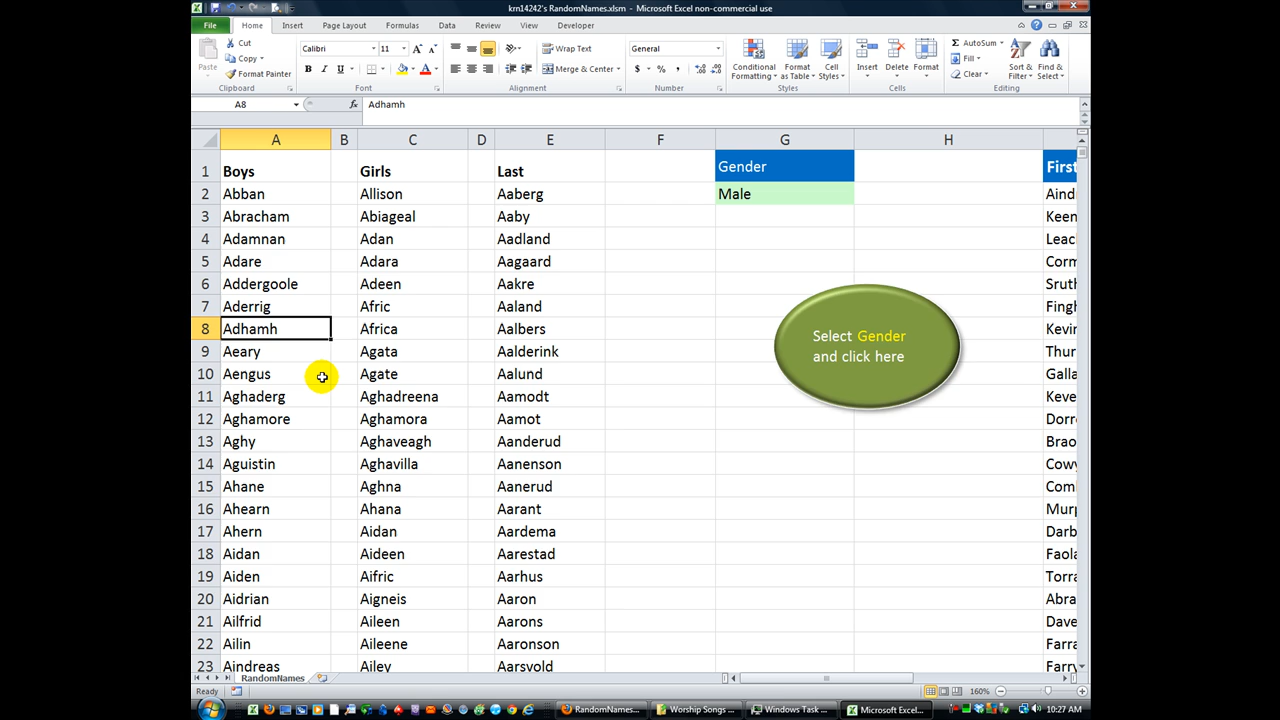 krn14242's RandomNames.xlsm - Microsoft Excel non-commercial use
File Home Insert Page Layout Formulas Data Review View Developer
Paste
Cut
Copy
Format Painter
Clipboard
Calibri 11
B I U
Font
Wrap Text
Merge & Center
Alignment
General
$ % ,
Number
Conditional Formatting
Format as Table
Cell Styles
Styles
Insert Delete Format
Cells
AutoSum
Fill
Clear
Sort & Filter
Find & Select
Editing
A8 fx Adhamh
A B C D E F G H
1 Boys Girls Last Gender First
2 Abban Allison Aaberg Male Aind
3 Abracham Abiageal Aaby Keen
4 Adamnan Adan Aadland Leac
5 Adare Adara Aagaard Corm
6 Addergoole Adeen Aakre Sruth
7 Aderrig Afric Aaland Fingh
8 Adhamh Africa Aalbers Kevi
9 Aeary Agata Aalderink Thur
10 Aengus Agate Aalund Galla
11 Aghaderg Aghadreena Aamodt Keve
12 Aghamore Aghamora Aamot Dorr
13 Aghy Aghaveagh Aanderud Brao
14 Aguistin Aghavilla Aanenson Cowy
15 Ahane Aghna Aanerud Com
16 Ahearn Ahana Aarant Mur
17 Ahern Aidan Aardema Darb
18 Aidan Aideen Aarestad Faola
19 Aiden Aifric Aarhus Torra
20 Aidrian Aigneis Aaron Abra
21 Ailfrid Aileen Aarons Dave
22 Ailin Aileene Aaronson Farra
23 Aindreas Ailey Aarsvold Farry
Select Gender
and click here
RandomNames
Ready 160%
RandomNames... Worship Songs ... Windows Task ... Microsoft Excel... 10:27 AM